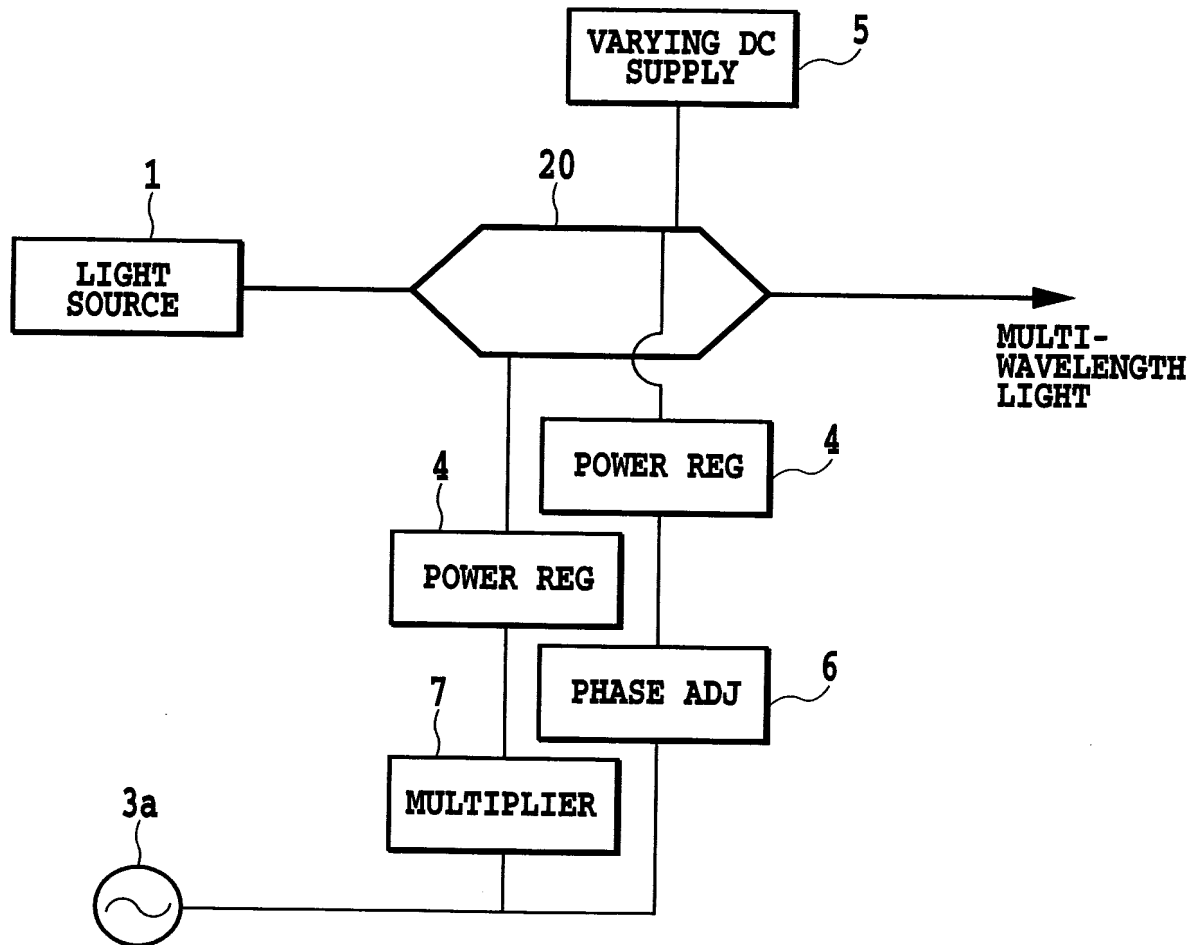 5
VARYING DC
SUPPLY
20
1
LIGHT
SOURCE
MULTI-
WAVELENGTH
LIGHT
4
POWER REG
4
POWER REG
6
PHASE ADJ
7
MULTIPLIER
3a